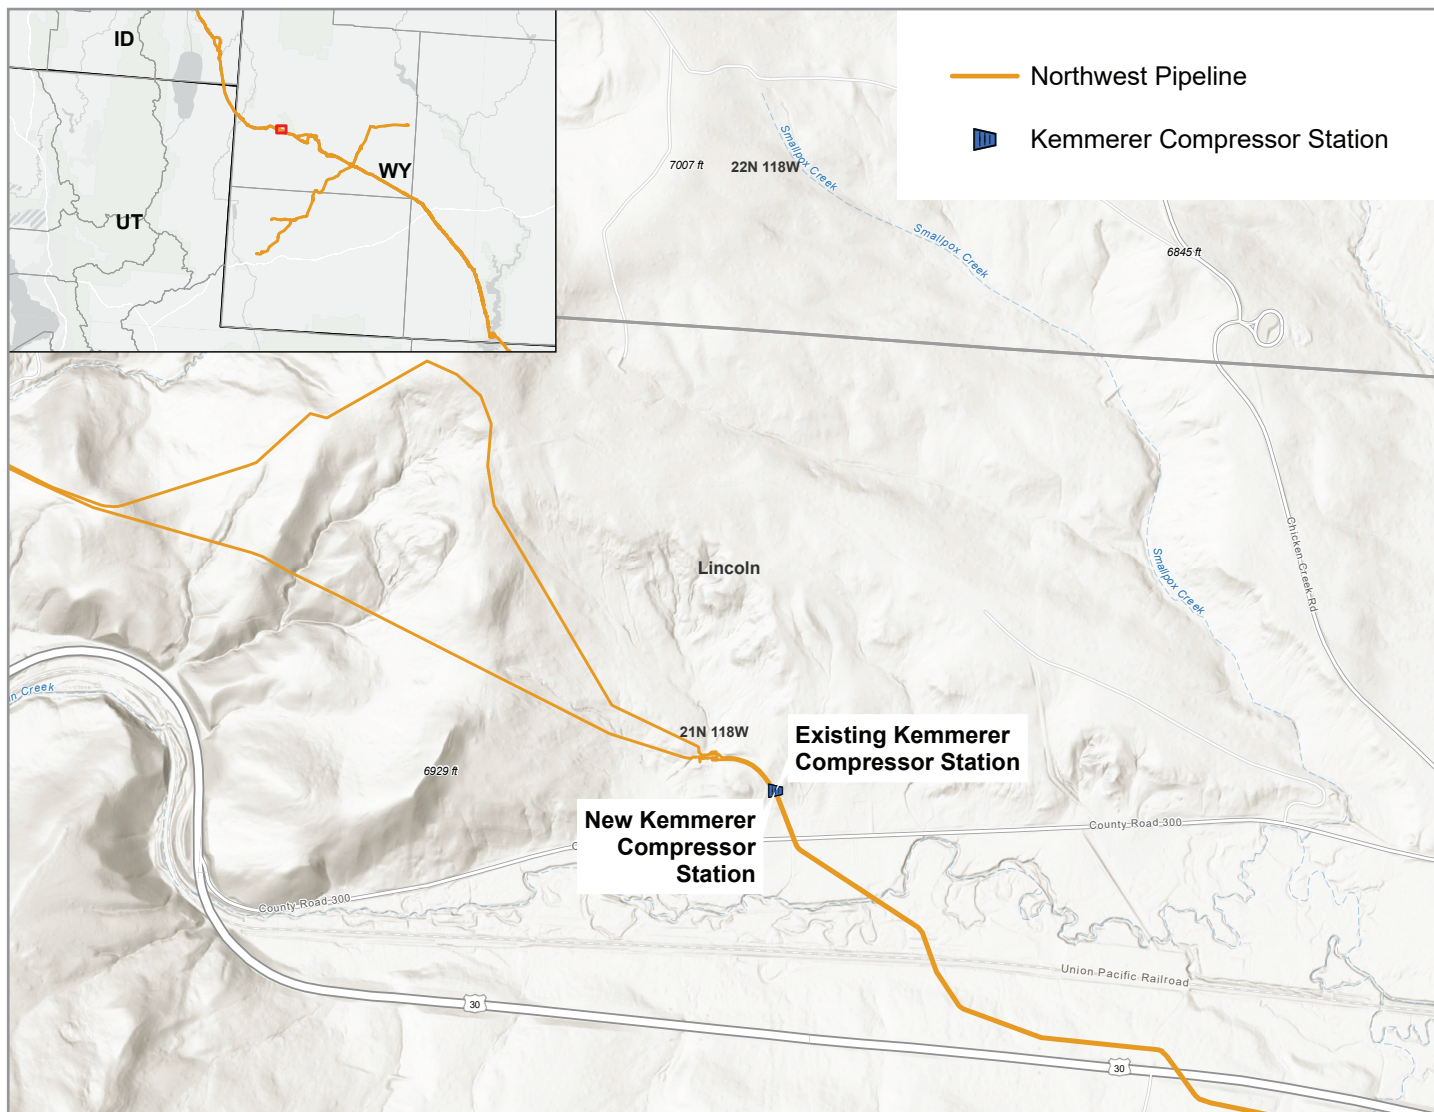 ID
WY
UT
Northwest Pipeline
Kemmerer Compressor Station
Smallpox Creek
7007 ft
22N 118W
Smallpox Creek
6845 ft
Chicken Creek Rd
Smallpox Creek
Lincoln
n Creek
21N 118W
Existing Kemmerer
Compressor Station
6929 ft
New Kemmerer
Compressor
Station
C
County Road 300
County Road 300
Union Pacific Railroad
30
30